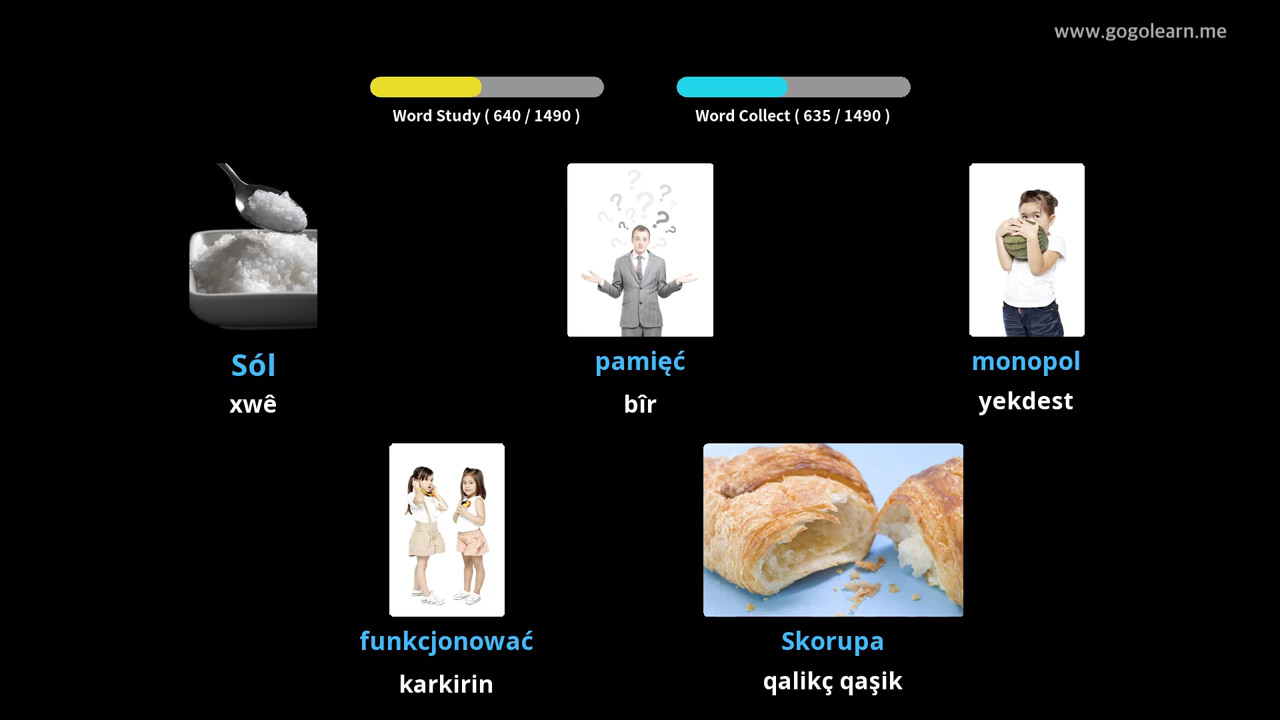 www.gogolearn.me
Word Study ( 640 / 1490 )
Word Collect ( 635 / 1490 )
Sól
pamięć
monopol
xwê
bîr
yekdest
funkcjonować
Skorupa
karkirin
qalikç qaşik